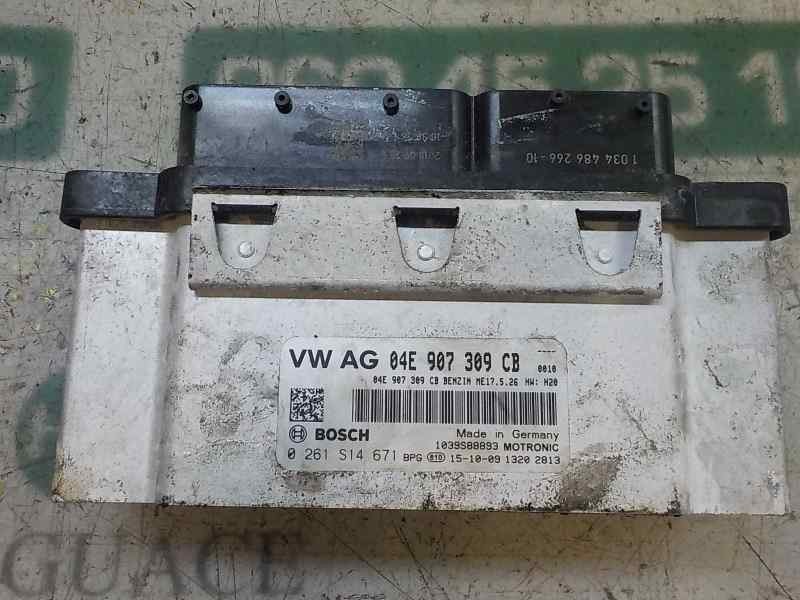 1 034 486 266-10
VW AG 04E 907 309 CB
0010
04E 907 309 CB BENZIN ME17.5.26 HW: H20
BOSCH
Made in Germany
1039S88893 MOTRONIC
0 261 S14 671 BPG 810 15-10-09 1320 2813
GUACE